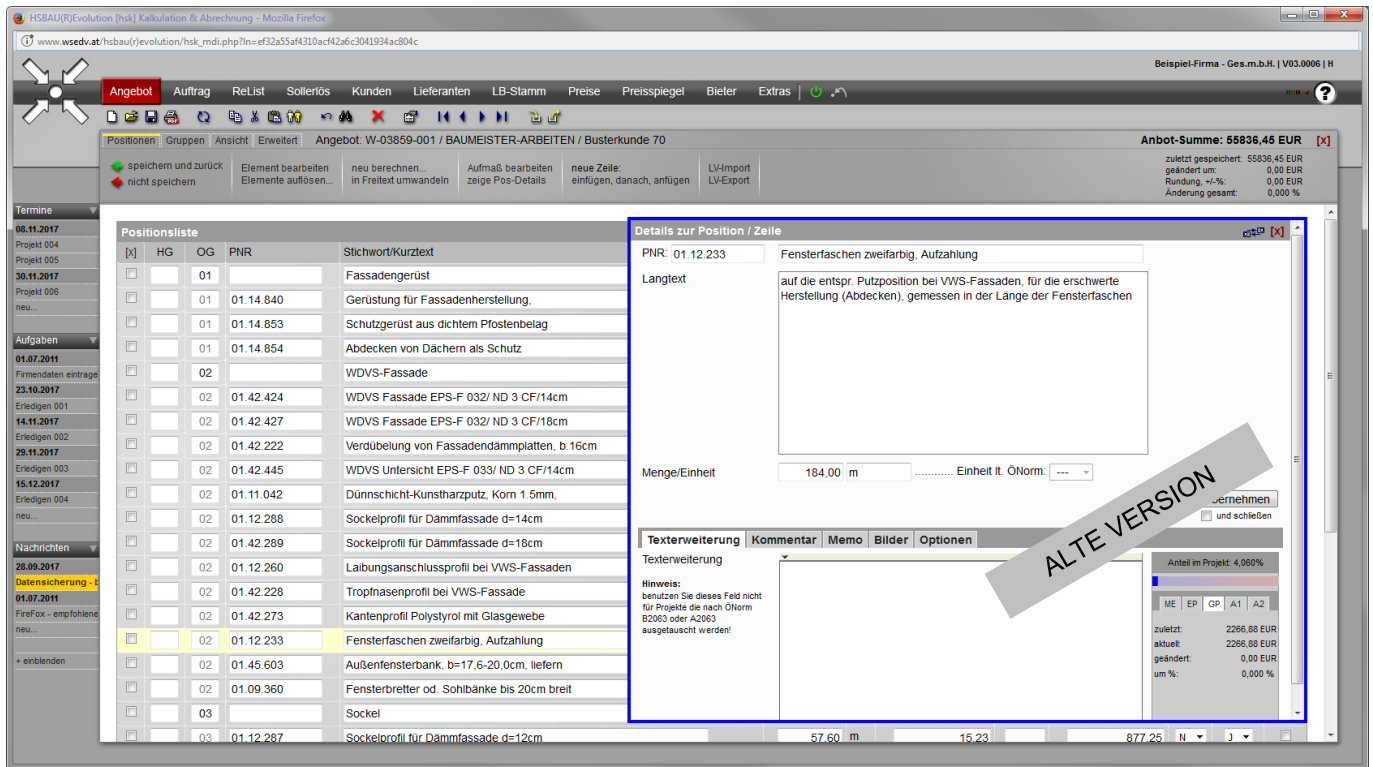 HSBAU(R)Evolution [hsk] Kalkulation & Abrechnung - Mozilla Firefox
www.wsedv.at/hsbau(r)evolution/hsk_mdi.php?ln=ef32a55af4310acf42a6c3041934ac804c
Beispiel-Firma - Ges.m.b.H. | V03.0006 | H
Angebot Auftrag ReList Sollerlös Kunden Lieferanten LB-Stamm Preise Preisspiegel Bieter Extras | ?
Positionen Gruppen Ansicht Erweitert Angebot: W-03859-001 / BAUMEISTER-ARBEITEN / Busterkunde 70 Anbot-Summe: 55836,45 EUR [x]
speichern und zurück Element bearbeiten neu berechnen... Aufmaß bearbeiten neue Zeile: LV-Import
nicht speichern Elemente auflösen... in Freitext umwandeln zeige Pos-Details einfügen, danach, anfügen LV-Export
zuletzt gespeichert: 55836,45 EUR
geändert um: 0,00 EUR
Rundung, +/-%: 0,00 EUR
Änderung gesamt: 0,000 %
Termine
08.11.2017
Projekt 004
Projekt 005
30.11.2017
Projekt 006
neu...
Aufgaben
01.07.2011
Firmendaten eintrage
23.10.2017
Erledigen 001
14.11.2017
Erledigen 002
29.11.2017
Erledigen 003
15.12.2017
Erledigen 004
neu...
Nachrichten
28.09.2017
Datensicherung - b
01.07.2011
FireFox - empfohlene
neu...
+ einblenden
Positionsliste
[x] HG OG PNR Stichwort/Kurztext
01 Fassadengerüst
01 01.14.840 Gerüstung für Fassadenherstellung,
01 01.14.853 Schutzgerüst aus dichtem Pfostenbelag
01 01.14.854 Abdecken von Dächern als Schutz
02 WDVS-Fassade
02 01.42.424 WDVS Fassade EPS-F 032/ ND 3 CF/14cm
02 01.42.427 WDVS Fassade EPS-F 032/ ND 3 CF/18cm
02 01.42.222 Verdübelung von Fassadendämmplatten, b.16cm
02 01.42.445 WDVS Untersicht EPS-F 033/ ND 3 CF/14cm
02 01.11.042 Dünnschicht-Kunstharzputz, Korn 1.5mm,
02 01.12.288 Sockelprofil für Dämmfassade d=14cm
02 01.42.289 Sockelprofil für Dämmfassade d=18cm
02 01.12.260 Laibungsanschlussprofil bei VWS-Fassaden
02 01.42.228 Tropfnasenprofil bei VWS-Fassade
02 01.42.273 Kantenprofil Polystyrol mit Glasgewebe
02 01.12.233 Fensterfaschen zweifarbig, Aufzahlung
02 01.45.603 Außenfensterbank, b=17,6-20,0cm, liefern
02 01.09.360 Fensterbretter od. Sohlbänke bis 20cm breit
03 Sockel
03 01.12.287 Sockelprofil für Dämmfassade d=12cm 57,60 m 15,23 877,25 N J
Details zur Position / Zeile [x]
PNR: 01.12.233 Fensterfaschen zweifarbig, Aufzahlung
Langtext auf die entspr. Putzposition bei VWS-Fassaden, für die erschwerte
Herstellung (Abdecken), gemessen in der Länge der Fensterfaschen
Menge/Einheit 184,00 m ............ Einheit lt. ÖNorm: ---
ernehmen
und schließen
ALTE VERSION
Texterweiterung Kommentar Memo Bilder Optionen
Texterweiterung
Hinweis:
benutzen Sie dieses Feld nicht
für Projekte die nach ÖNorm
B2063 oder A2063
ausgetauscht werden!
Anteil im Projekt: 4,060%
ME EP GP A1 A2
zuletzt: 2266,88 EUR
aktuell: 2266,88 EUR
geändert: 0,00 EUR
um %: 0,000 %